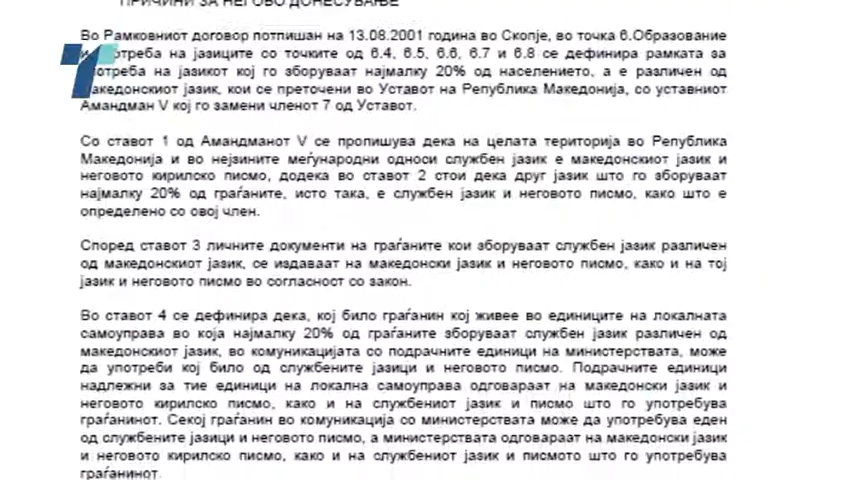 ПРИЧИНИ ЗА НЕГОВО ДОНЕСУВАЊЕ
Во Рамковниот договор потпишан на 13.08.2001 година во Скопје, во точка 6.Образование
и употреба на јазиците со точките од 6.4, 6.5, 6.6, 6.7 и 6.8 се дефинира рамката за
употреба на јазикот кој го зборуваат најмалку 20% од населението, а е различен од
македонскиот јазик, кои се преточени во Уставот на Република Македонија, со уставниот
Амандман V кој го замени членот 7 од Уставот.
Со ставот 1 од Амандманот V се пропишува дека на целата територија во Република
Македонија и во нејзините меѓународни односи службен јазик е македонскиот јазик и
неговото кирилско писмо, додека во ставот 2 стои дека друг јазик што го зборуваат
најмалку 20% од граѓаните, исто така, е службен јазик и неговото писмо, како што е
определено со овој член.
Според ставот 3 личните документи на граѓаните кои зборуваат службен јазик различен
од македонскиот јазик, се издаваат на македонски јазик и неговото писмо, како и на тој
јазик и неговото писмо во согласност со закон.
Во ставот 4 се дефинира дека, кој било граѓанин кој живее во единиците на локалната
самоуправа во која најмалку 20% од граѓаните зборуваат службен јазик различен од
македонскиот јазик, во комуникацијата со подрачните единици на министерствата, може
да употреби кој било од службените јазици и неговото писмо. Подрачните единици
надлежни за тие единици на локална самоуправа одговараат на македонски јазик и
неговото кирилско писмо, како и на службениот јазик и писмо што го употребува
граѓанинот. Секој граѓанин во комуникација со министерствата може да употребува еден
од службените јазици и неговото писмо, а министерствата одговараат на македонски јазик
и неговото кирилско писмо, како и на службениот јазик и писмото што го употребува
граѓанинот.